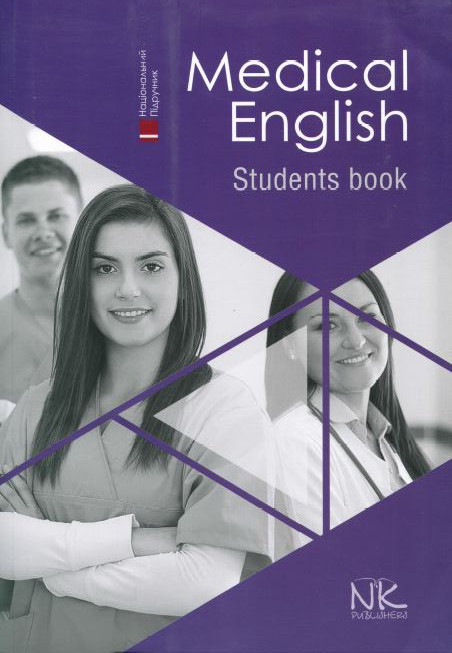 Національний
Підручник
Medical
English
Students book
NK
PUBLISHERS